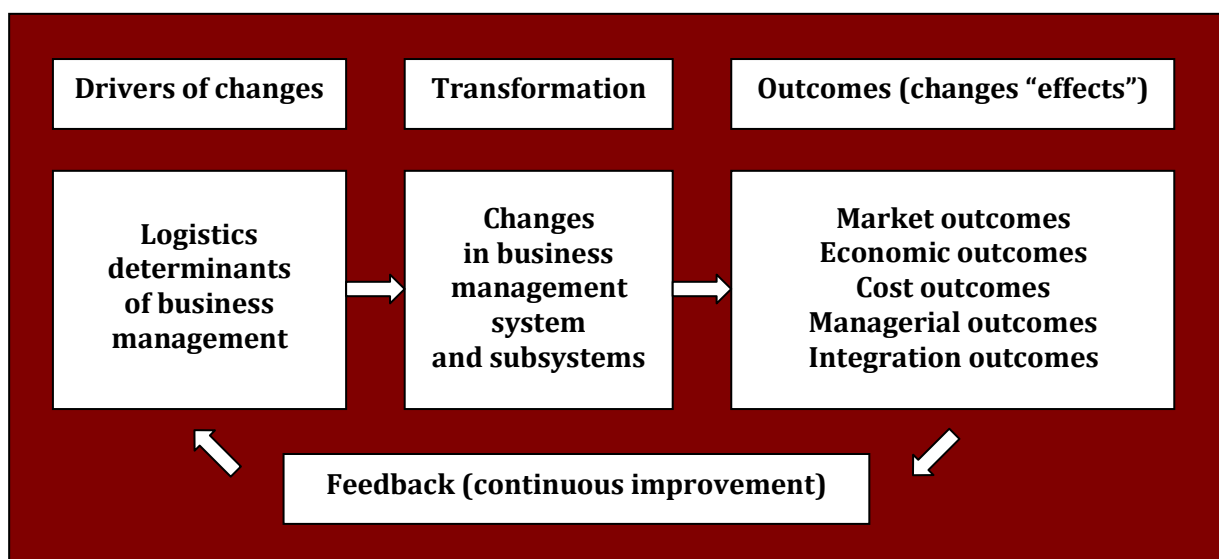 Drivers of changes
Transformation
Outcomes (changes “effects”)
Logistics
determinants
of business
management
Changes
in business
management
system
and subsystems
Market outcomes
Economic outcomes
Cost outcomes
Managerial outcomes
Integration outcomes
Feedback (continuous improvement)